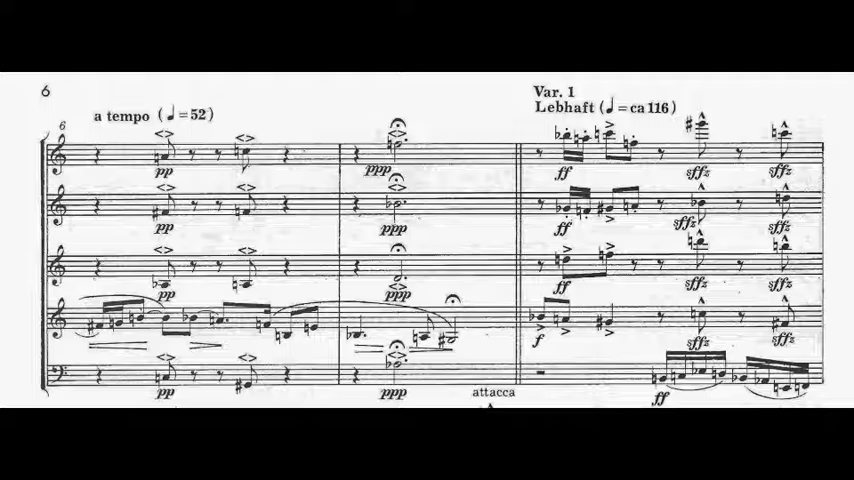 6
Var. 1
a tempo (♩=52)
Lebhaft (♩=ca 116)
6
pp
ppp
ff
sffz
sffz
pp
ppp
ff
sffz
sffz
pp
ppp
ff
sffz
sffz
f
sffz
sffz
pp
ppp
attacca
ff